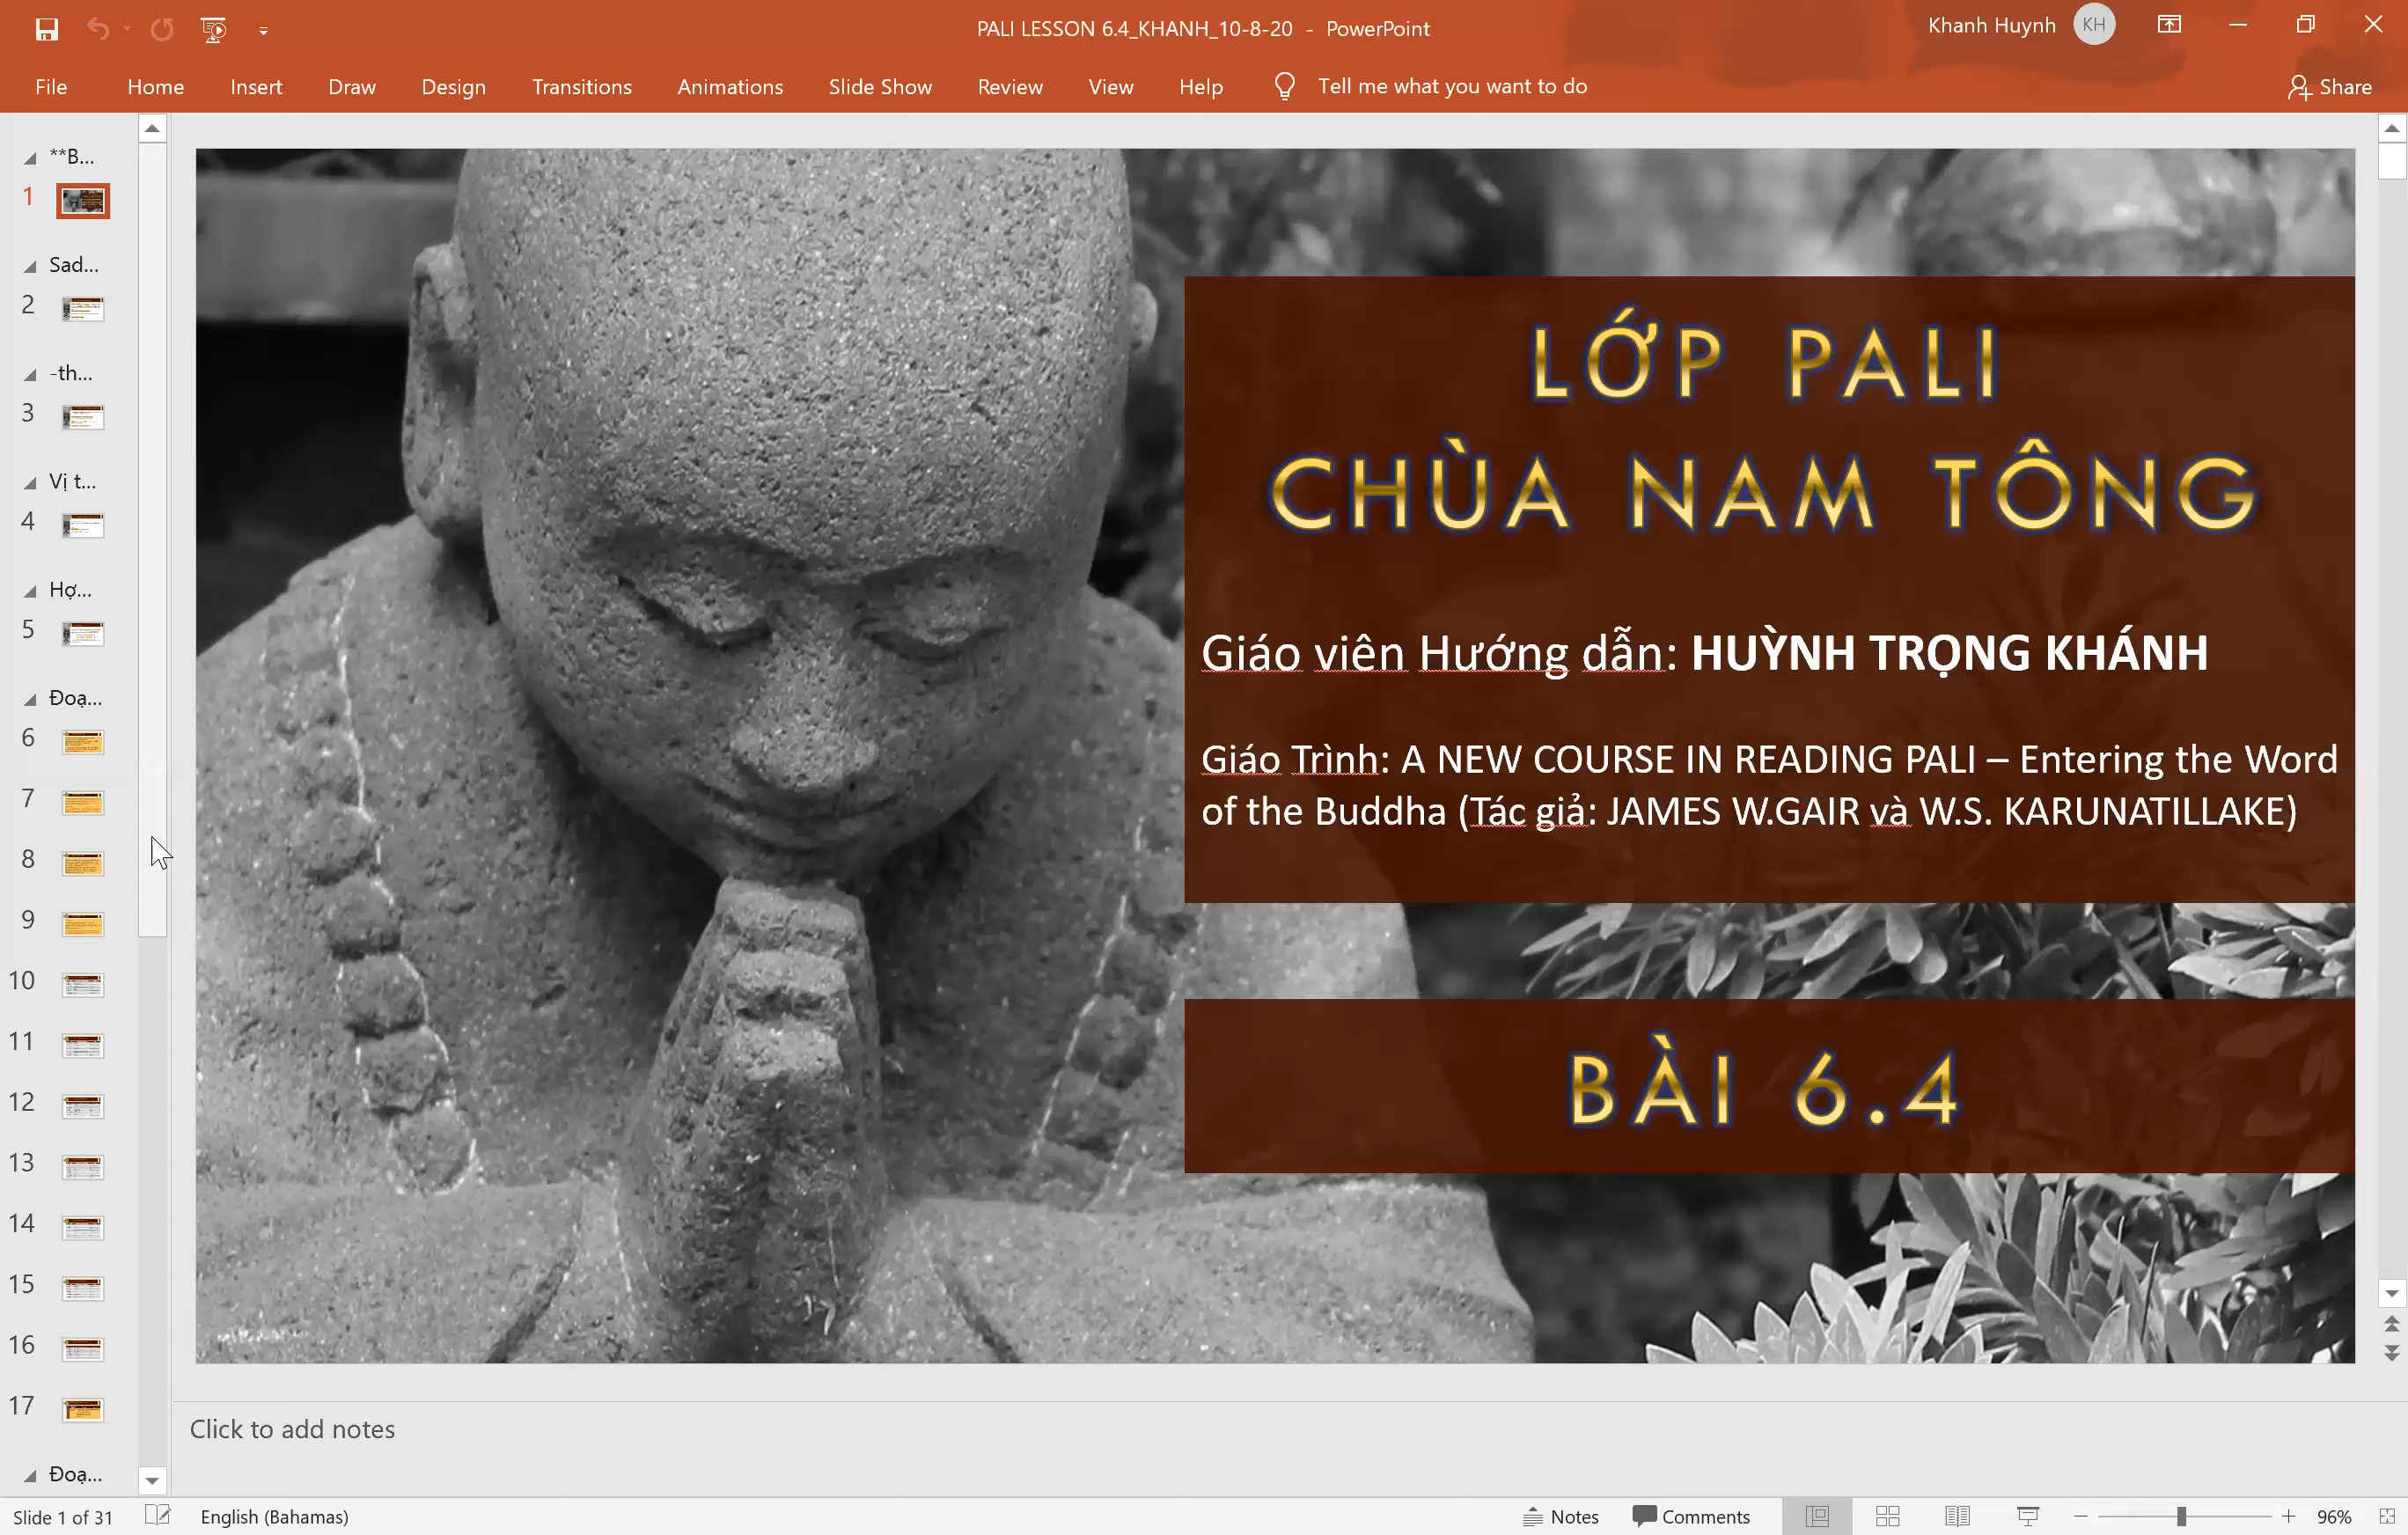 PALI LESSON 6.4_KHANH_10-8-20 - PowerPoint
Khanh Huynh KH
File Home Insert Draw Design Transitions Animations Slide Show Review View Help Tell me what you want to do Share
**B...
1
Sad...
2
-th...
3
Vị t...
4
Hợ...
5
Đoạ...
6
7
8
9
10
11
12
13
14
15
16
17
Đoạ...
LỚP PALI
CHÙA NAM TÔNG
Giáo viên Hướng dẫn: HUỲNH TRỌNG KHÁNH
Giáo Trình: A NEW COURSE IN READING PALI – Entering the Word
of the Buddha (Tác giả: JAMES W.GAIR và W.S. KARUNATILLAKE)
BÀI 6.4
Click to add notes
Slide 1 of 31 English (Bahamas) Notes Comments 96%